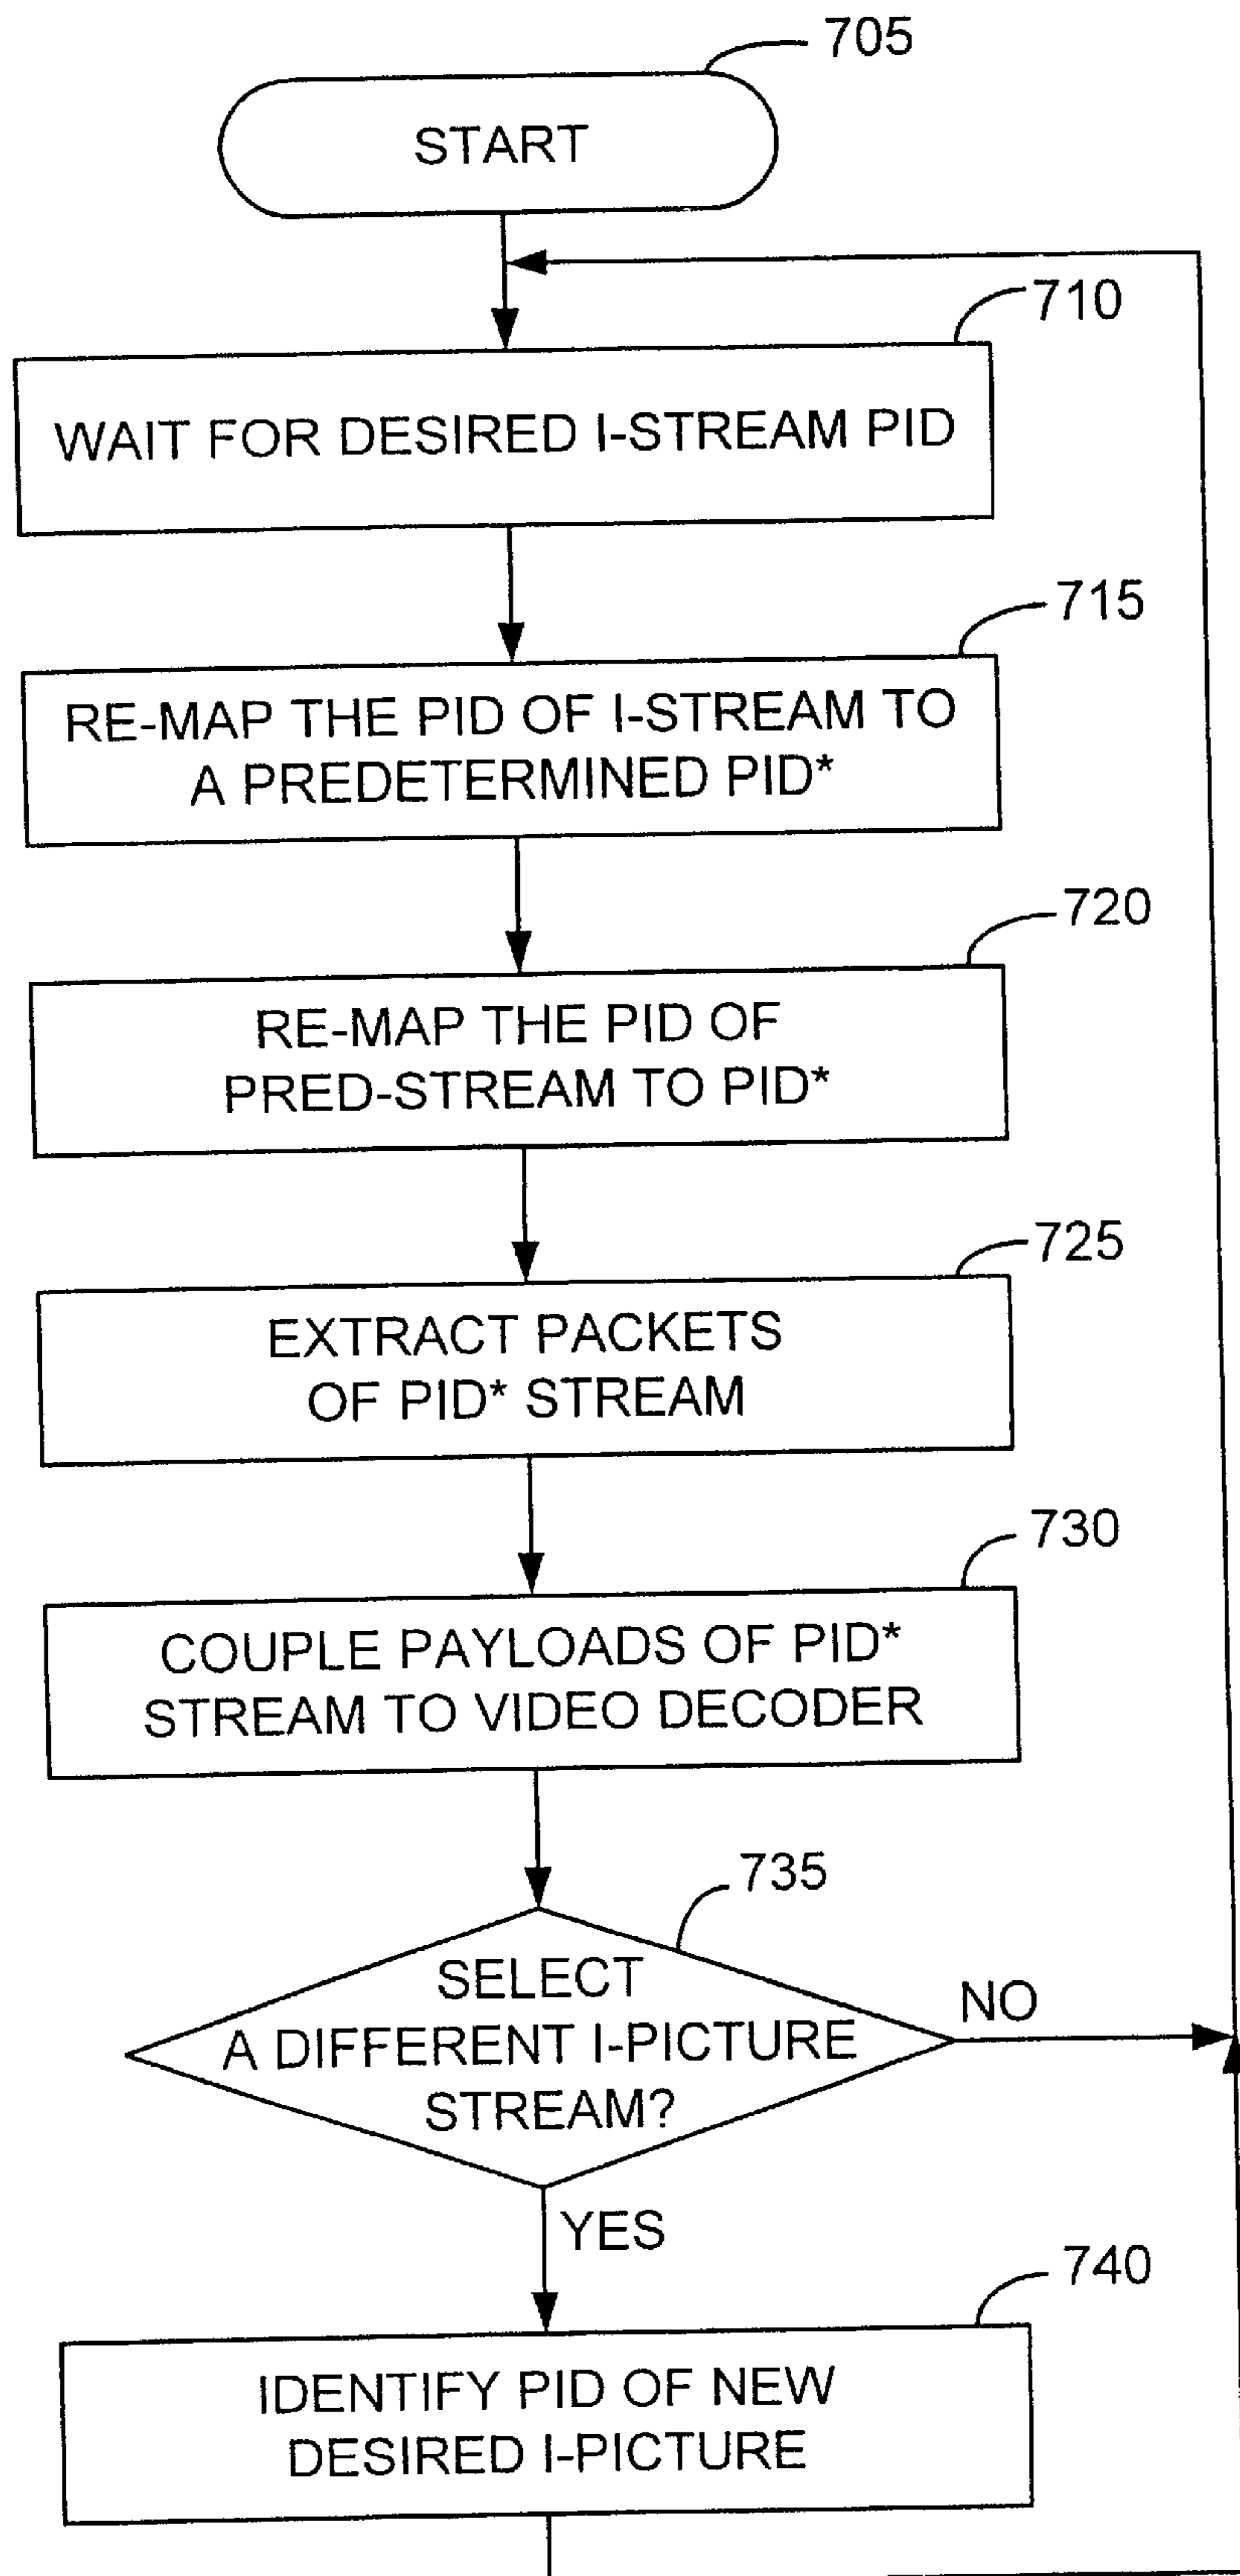 705
START
710
WAIT FOR DESIRED I-STREAM PID
715
RE-MAP THE PID OF I-STREAM TO
A PREDETERMINED PID*
720
RE-MAP THE PID OF
PRED-STREAM TO PID*
725
EXTRACT PACKETS
OF PID* STREAM
730
COUPLE PAYLOADS OF PID*
STREAM TO VIDEO DECODER
735
SELECT
A DIFFERENT I-PICTURE
STREAM?
NO
YES
740
IDENTIFY PID OF NEW
DESIRED I-PICTURE